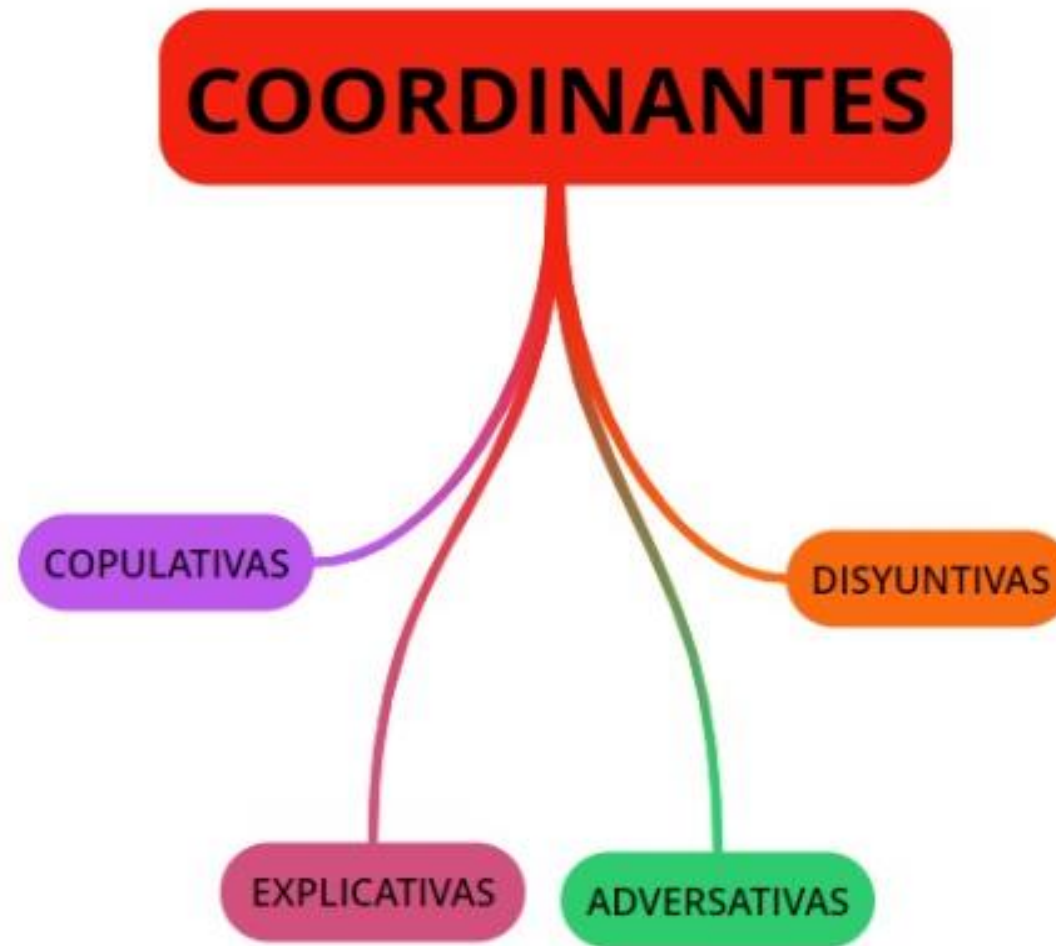 COORDINANTES
COPULATIVAS
DISYUNTIVAS
EXPLICATIVAS
ADVERSATIVAS